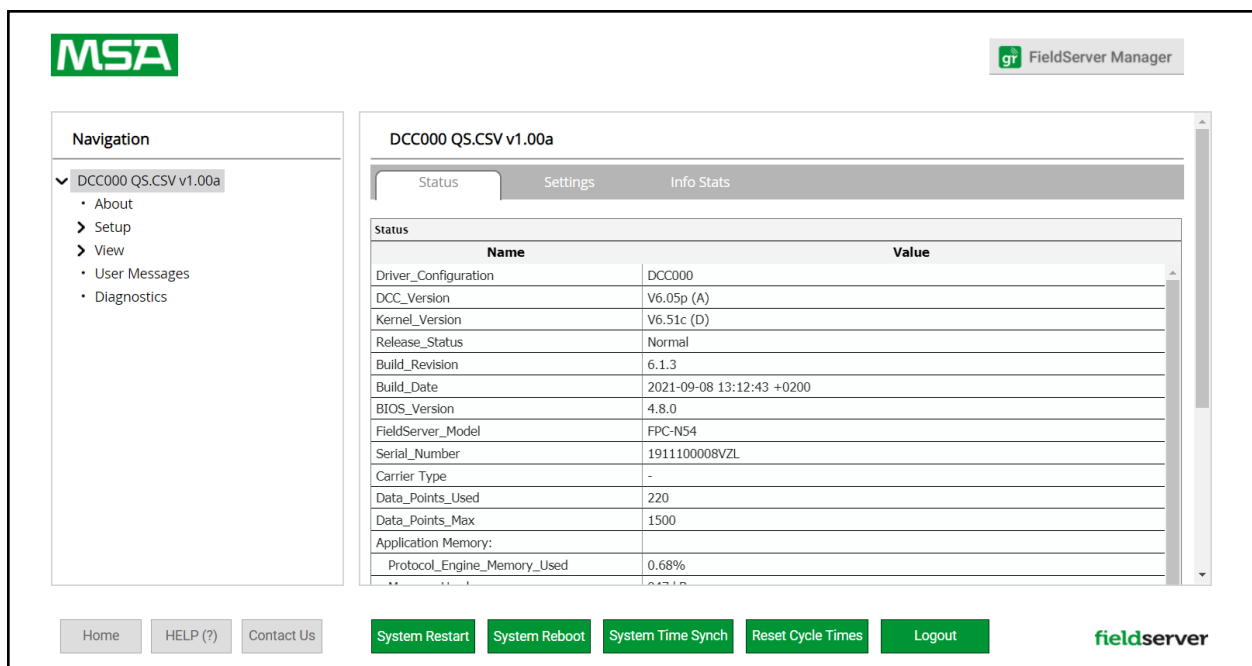 MSA
gr FieldServer Manager
Navigation
DCC000 QS.CSV v1.00a
About
Setup
View
User Messages
Diagnostics
DCC000 QS.CSV v1.00a
Status Settings Info Stats
Status
Name Value
Driver_Configuration DCC000
DCC_Version V6.05p (A)
Kernel_Version V6.51c (D)
Release_Status Normal
Build_Revision 6.1.3
Build_Date 2021-09-08 13:12:43 +0200
BIOS_Version 4.8.0
FieldServer_Model FPC-N54
Serial_Number 1911100008VZL
Carrier Type -
Data_Points_Used 220
Data_Points_Max 1500
Application Memory:
Protocol_Engine_Memory_Used 0.68%
Home HELP (?) Contact Us System Restart System Reboot System Time Synch Reset Cycle Times Logout fieldserver